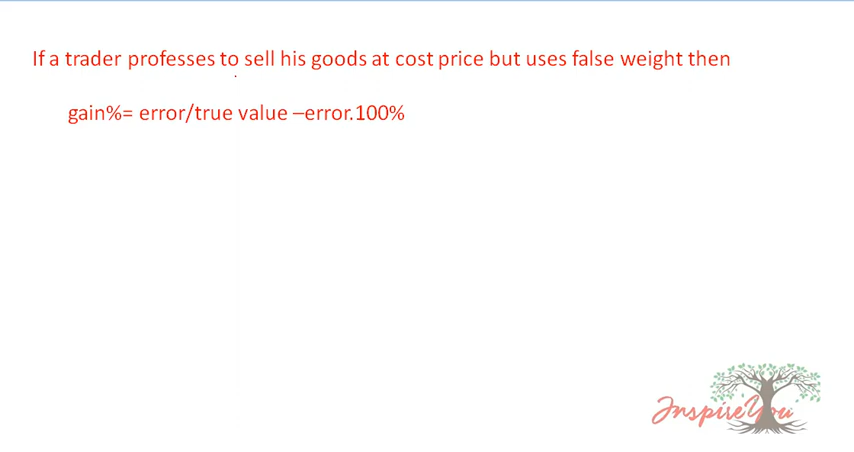 If a trader professes to sell his goods at cost price but uses false weight then
gain%= error/true value –error.100%
InspireYou